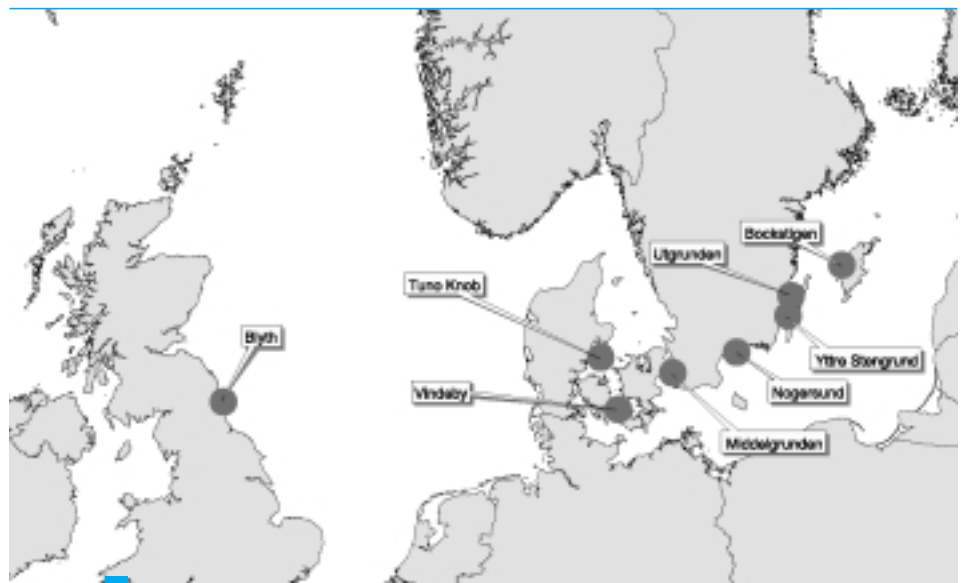 Bockstigen
Utgrunden
Tuno Knob
Blyth
Yttre Stengrund
Vindeby
Nogersund
Middelgrunden